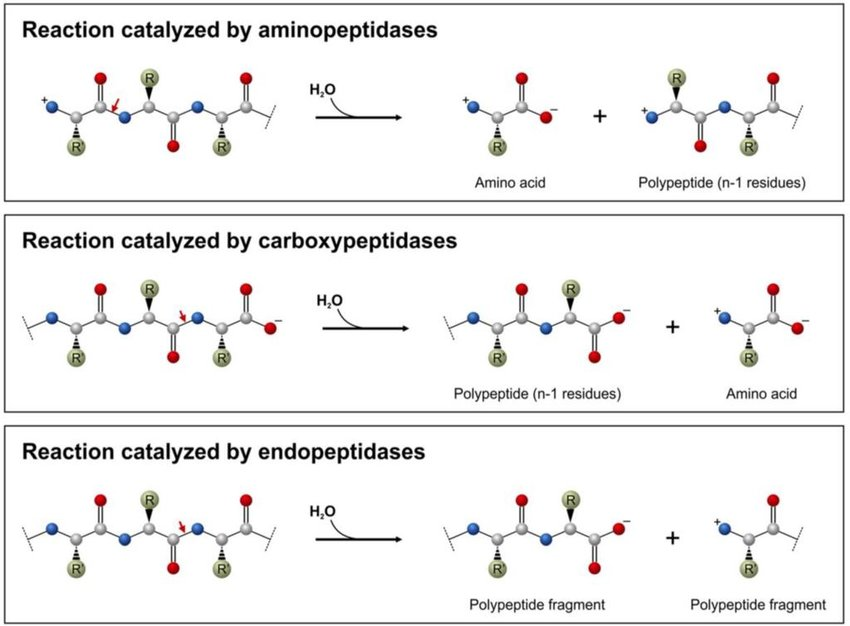 Reaction catalyzed by aminopeptidases
R
H₂O
R
+
+
−
+
+
R'
R'
R'
R'
Amino acid
Polypeptide (n-1 residues)
Reaction catalyzed by carboxypeptidases
R
H₂O
R
−
−
+
+
−
R'
R'
R'
R'
Polypeptide (n-1 residues)
Amino acid
Reaction catalyzed by endopeptidases
R
H₂O
R
−
+
+
R'
R'
R'
R'
Polypeptide fragment
Polypeptide fragment